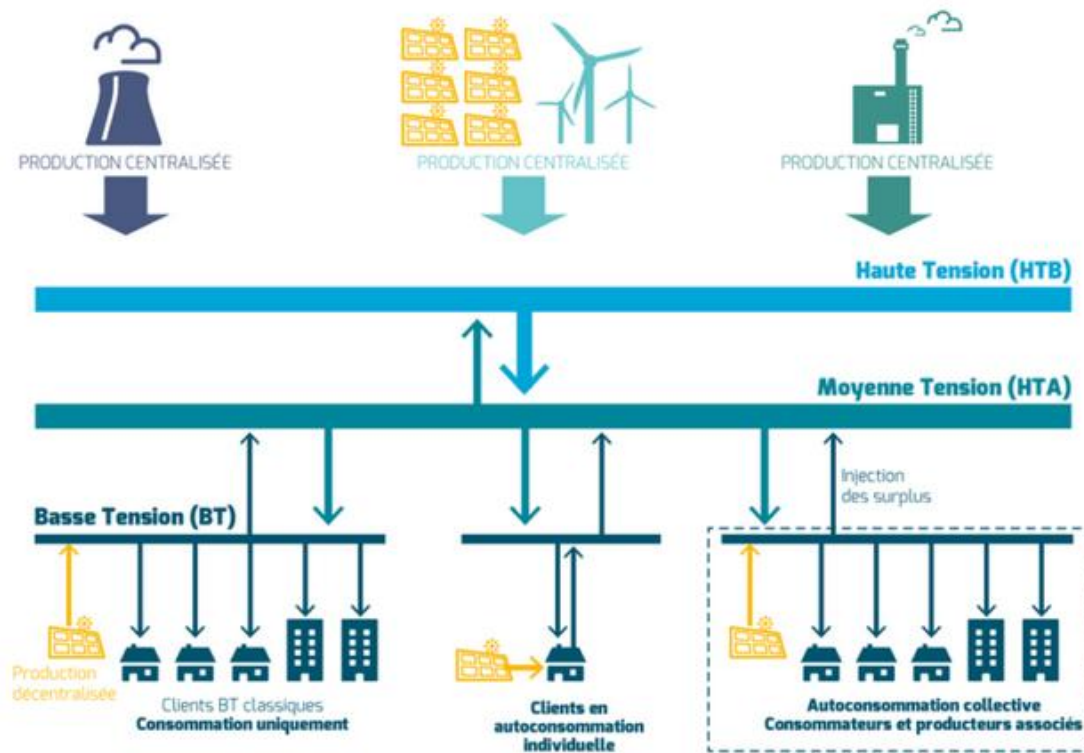 PRODUCTION CENTRALISÉE
PRODUCTION CENTRALISÉE
PRODUCTION CENTRALISÉE
Haute Tension (HTB)
Moyenne Tension (HTA)
Injection
des surplus
Basse Tension (BT)
Production
décentralisée
Clients BT classiques
Consommation uniquement
Clients en
autoconsommation
individuelle
Autoconsommation collective
Consommateurs et producteurs associés